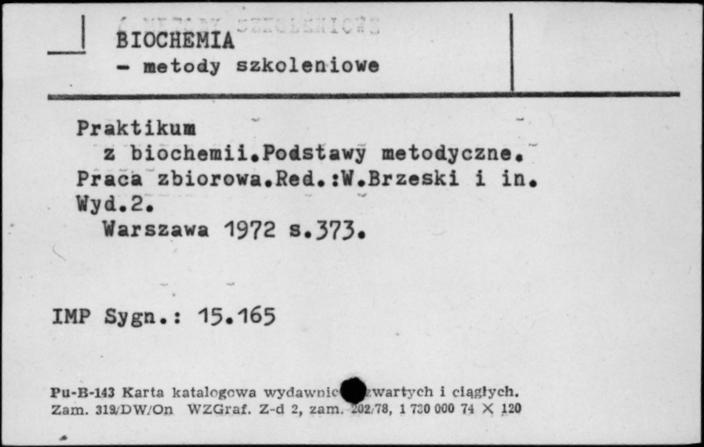 BIOCHEMIA
- metody szkoleniowe
Praktikum
z biochemii.Podstawy metodyczne.
Praca zbiorowa.Red.:W.Brzeski i in.
Wyd.2.
Warszawa 1972 s.373.
IMP Sygn.: 15.165
Pu-B-143 Karta katalogowa wydawnic zwartych i ciągłych.
Zam. 319/DW/On WZGraf. Z-d 2, zam. 202/78, 1 730 000 74 X 120